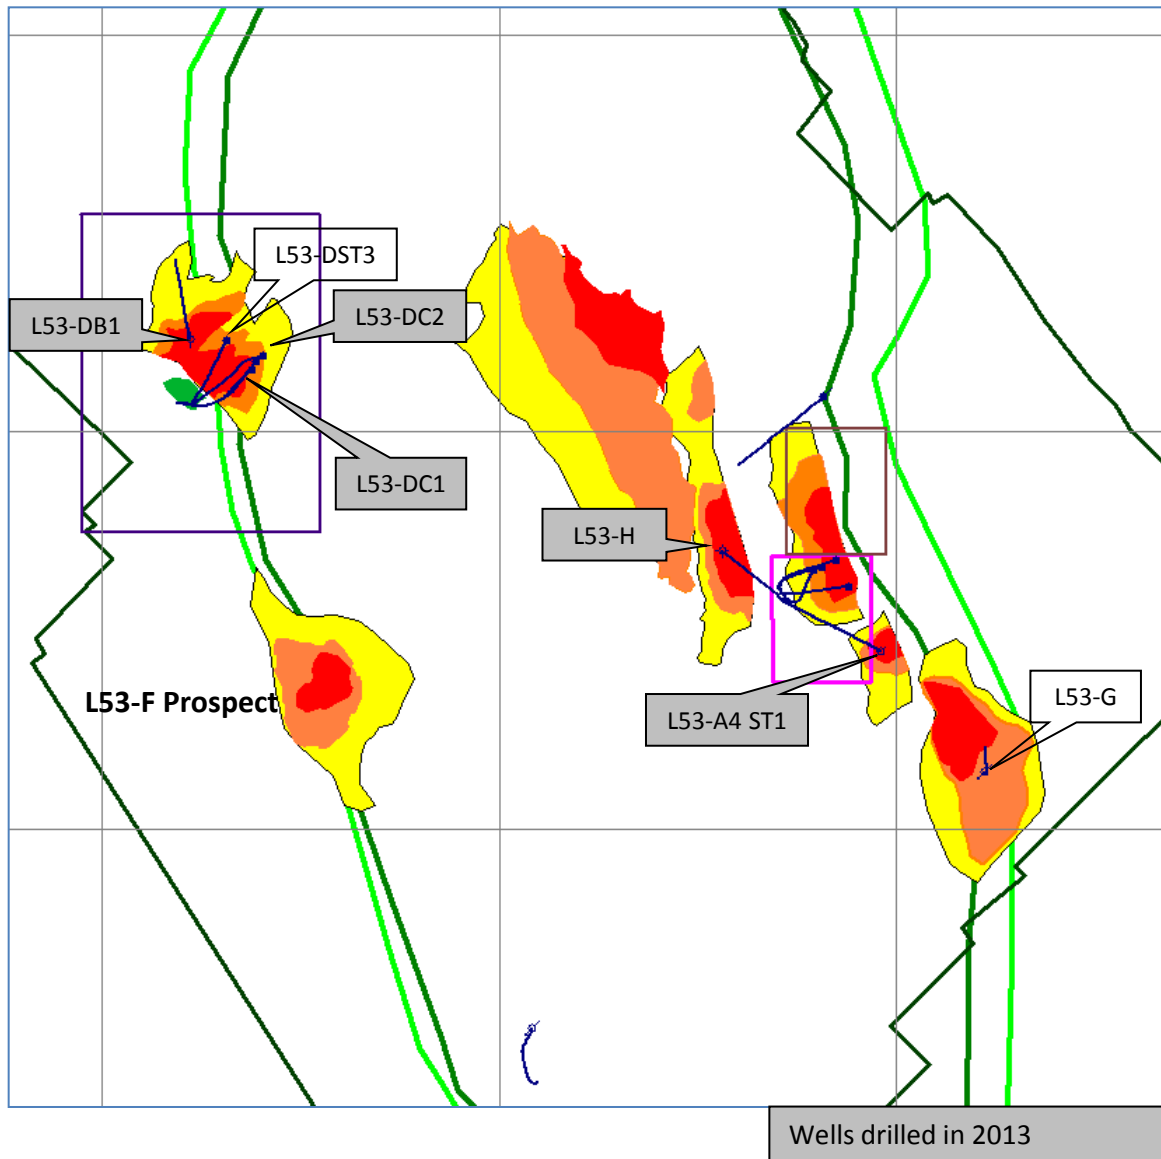 L53-DST3
L53-DB1
L53-DC2
L53-DC1
L53-H
L53-F Prospect
L53-G
L53-A4 ST1
Wells drilled in 2013